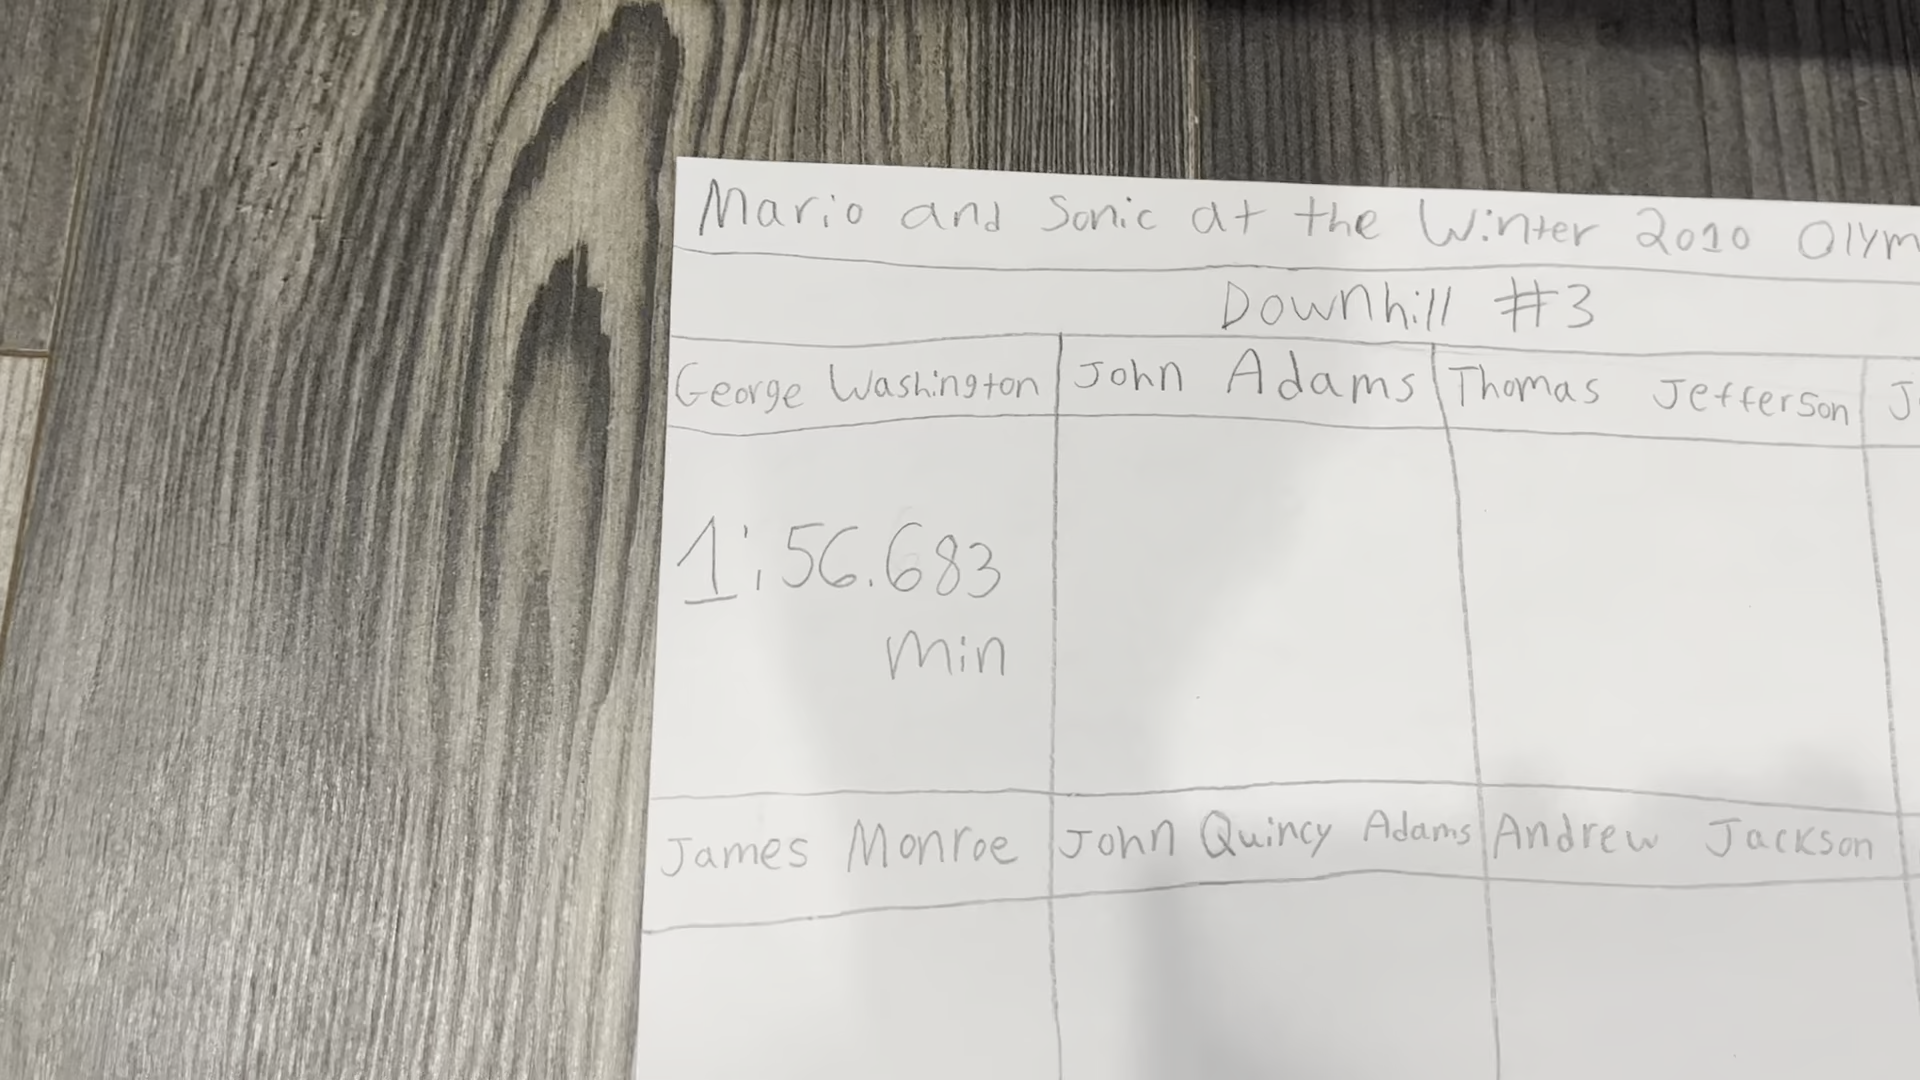 Mario and Sonic at the Winter 2010 Olym
Downhill #3
George Washington John Adams Thomas Jefferson J
1:56.683
min
James Monroe John Quincy Adams Andrew Jackson